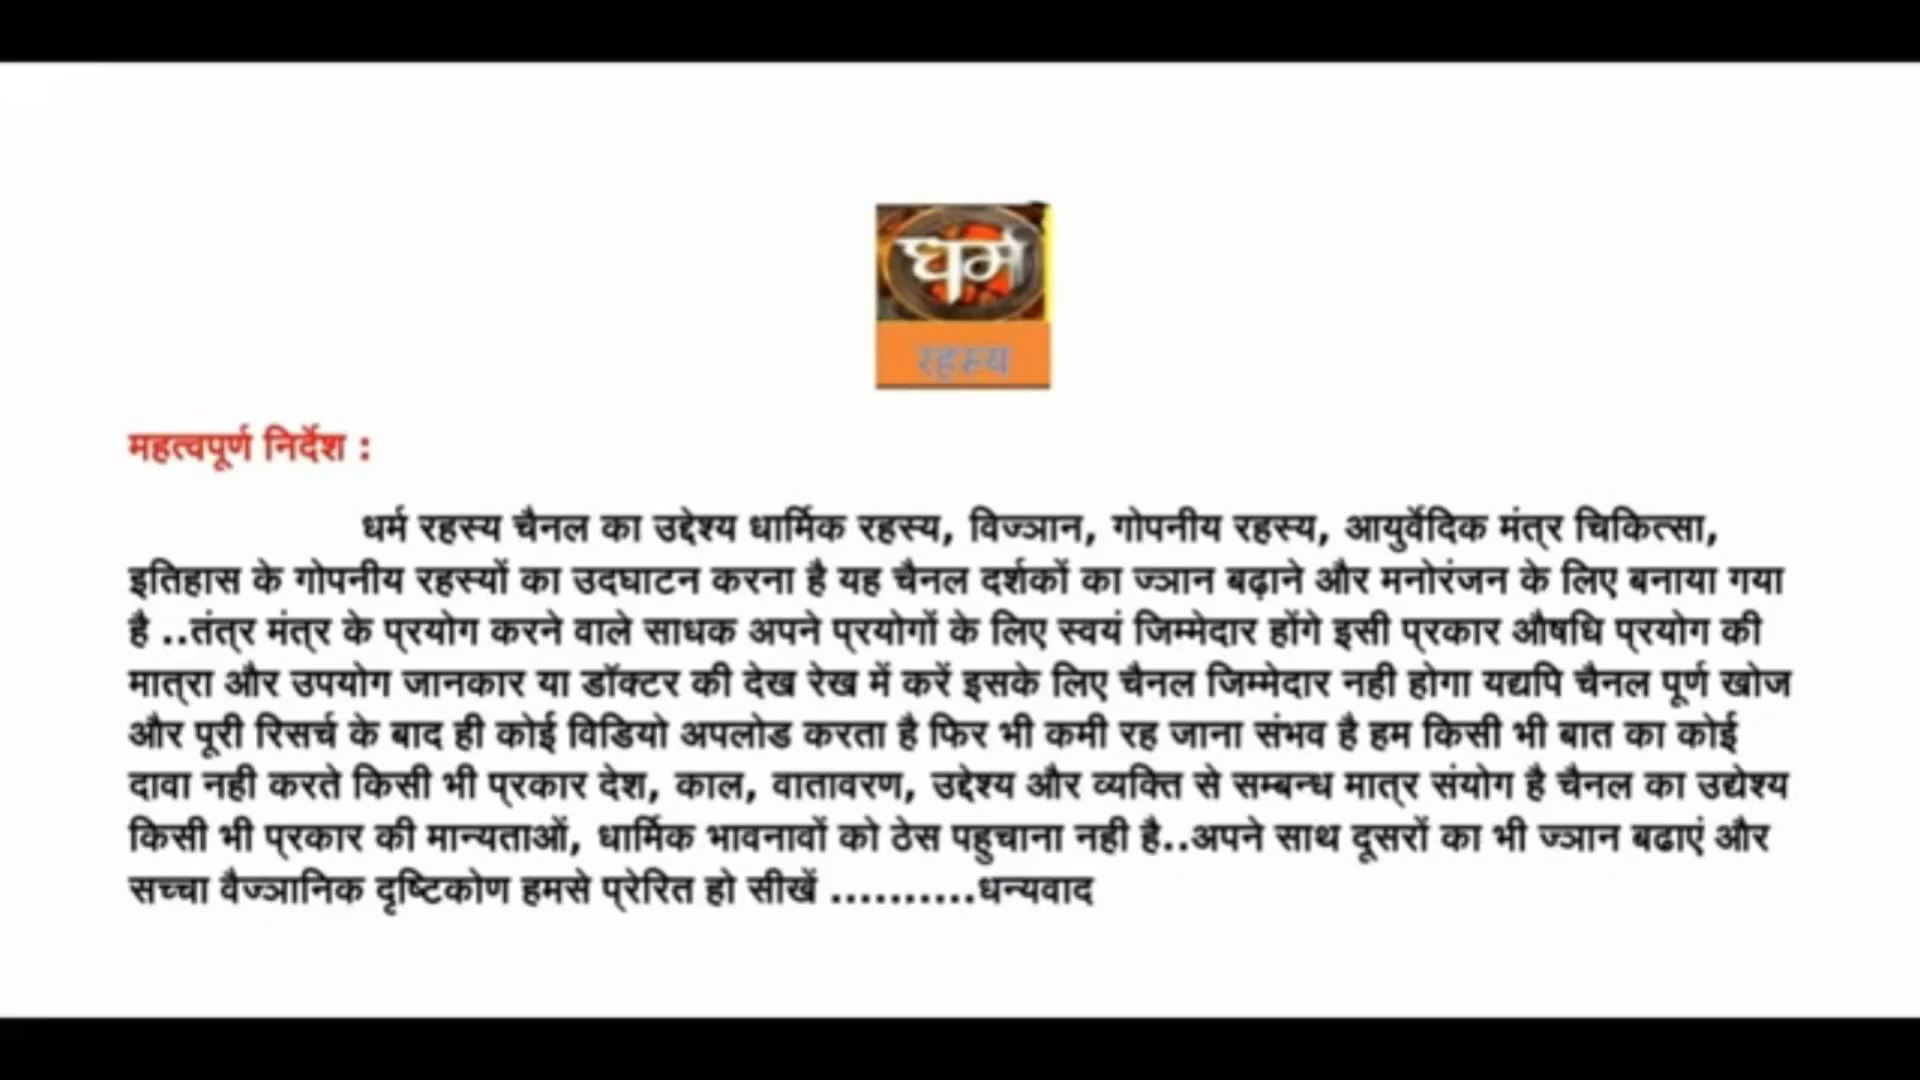 धर्म
रहस्य
महत्वपूर्ण निर्देश :
धर्म रहस्य चैनल का उद्देश्य धार्मिक रहस्य, विज्ञान, गोपनीय रहस्य, आयुर्वेदिक मंत्र चिकित्सा,
इतिहास के गोपनीय रहस्यों का उदघाटन करना है यह चैनल दर्शकों का ज्ञान बढ़ाने और मनोरंजन के लिए बनाया गया
है ..तंत्र मंत्र के प्रयोग करने वाले साधक अपने प्रयोगों के लिए स्वयं जिम्मेदार होंगे इसी प्रकार औषधि प्रयोग की
मात्रा और उपयोग जानकार या डॉक्टर की देख रेख में करें इसके लिए चैनल जिम्मेदार नही होगा यद्यपि चैनल पूर्ण खोज
और पूरी रिसर्च के बाद ही कोई विडियो अपलोड करता है फिर भी कमी रह जाना संभव है हम किसी भी बात का कोई
दावा नही करते किसी भी प्रकार देश, काल, वातावरण, उद्देश्य और व्यक्ति से सम्बन्ध मात्र संयोग है चैनल का उद्येश्य
किसी भी प्रकार की मान्यताओं, धार्मिक भावनावों को ठेस पहुचाना नही है..अपने साथ दूसरों का भी ज्ञान बढाएं और
सच्चा वैज्ञानिक दृष्टिकोण हमसे प्रेरित हो सीखें ..........धन्यवाद